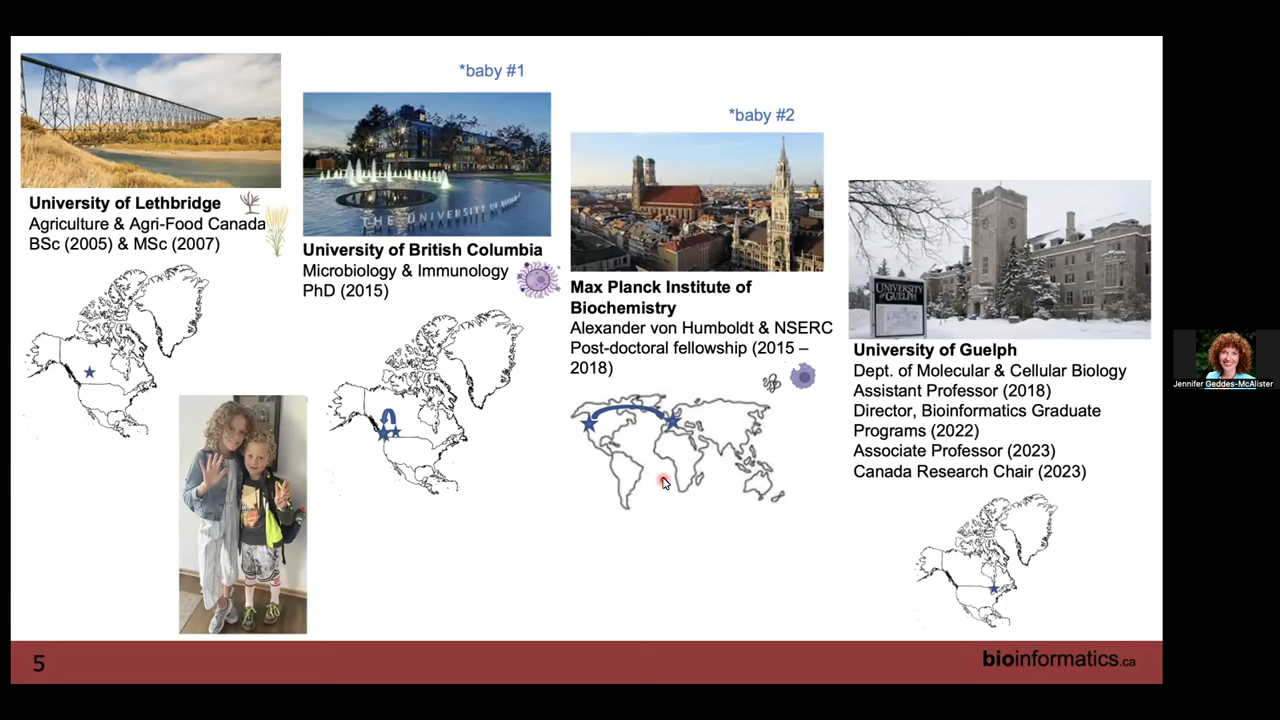 *baby #1
*baby #2
University of Lethbridge
Agriculture & Agri-Food Canada
BSc (2005) & MSc (2007)
THE UNIVERSITY OF
University of British Columbia
Microbiology & Immunology
PhD (2015)
Max Planck Institute of
Biochemistry
Alexander von Humboldt & NSERC
Post-doctoral fellowship (2015 –
2018)
UNIVERSITY
of GUELPH
University of Guelph
Dept. of Molecular & Cellular Biology
Assistant Professor (2018)
Director, Bioinformatics Graduate
Programs (2022)
Associate Professor (2023)
Canada Research Chair (2023)
Jennifer Geddes-McAlister
5
bioinformatics.ca